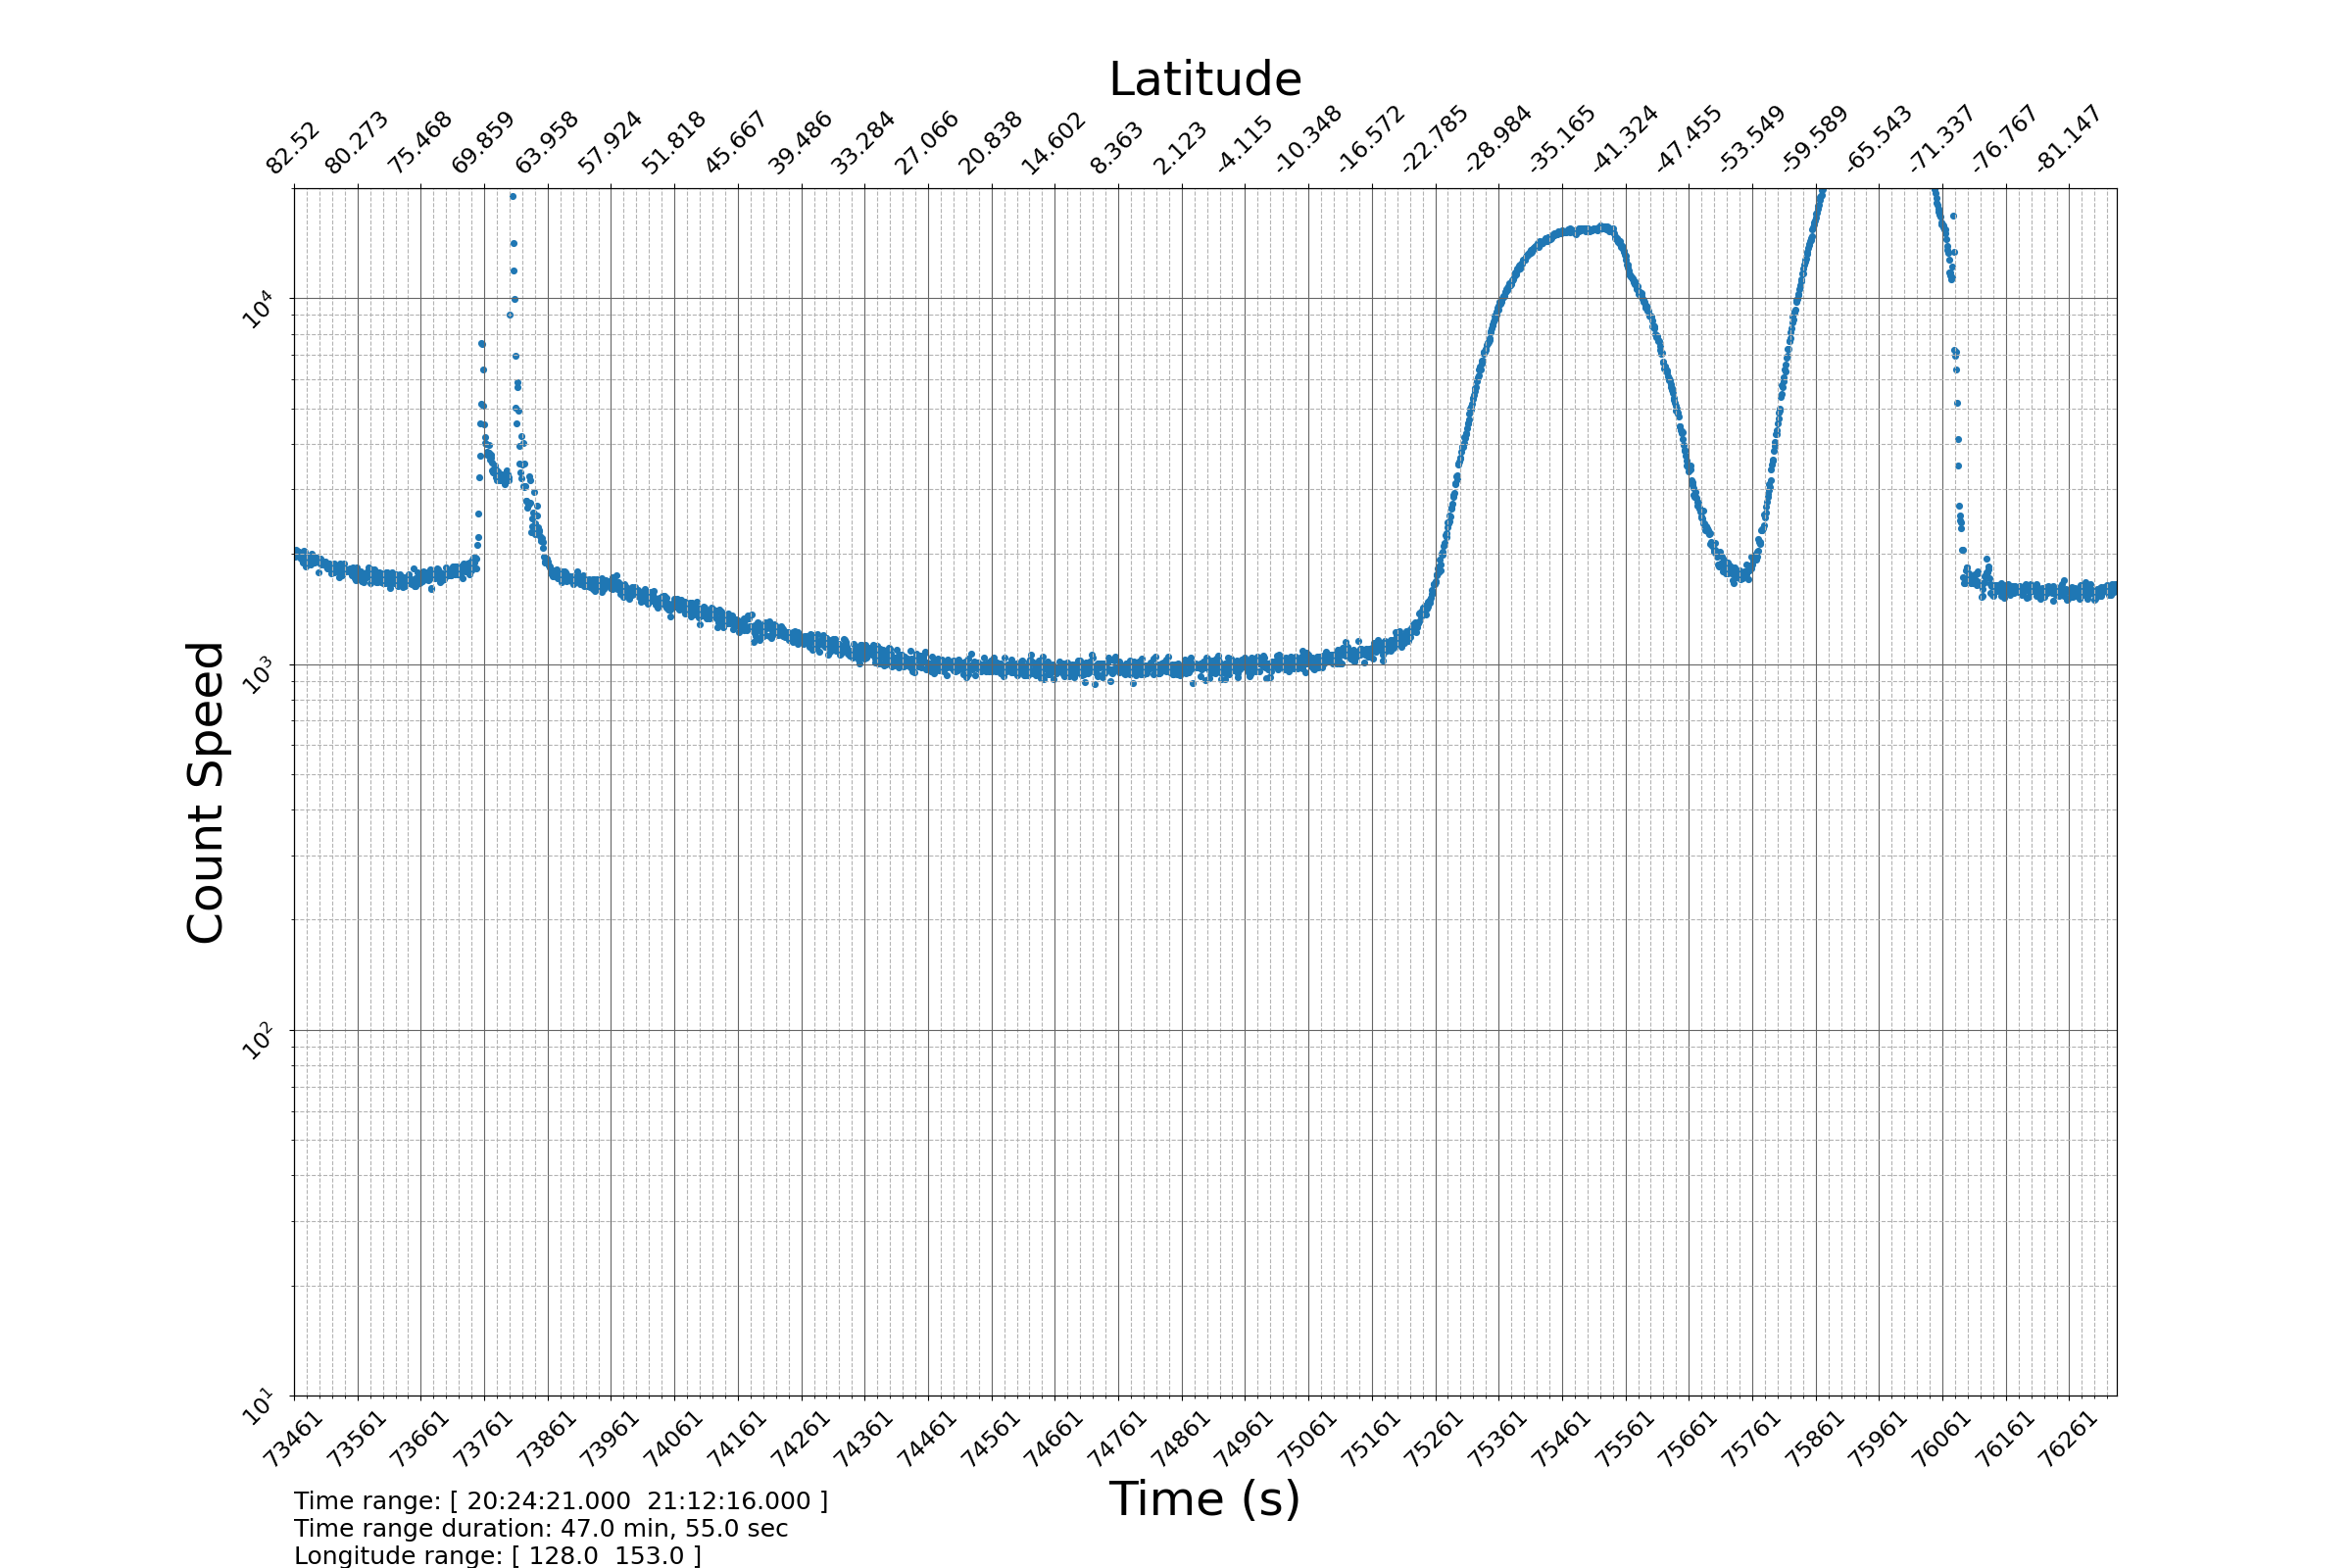 Latitude
82.52 80.273 75.468 69.859 63.958 57.924 51.818 45.667 39.486 33.284 27.066 20.838 14.602 8.363 2.123 -4.115 -10.348 -16.572 -22.785 -28.984 -35.165 -41.324 -47.455 -53.549 -59.589 -65.543 -71.337 -76.767 -81.147
10⁴
10³
Count Speed
10²
10¹
73461 73561 73661 73761 73861 73961 74061 74161 74261 74361 74461 74561 74661 74761 74861 74961 75061 75161 75261 75361 75461 75561 75661 75761 75861 75961 76061 76161 76261
Time (s)
Time range: [ 20:24:21.000  21:12:16.000 ]
Time range duration: 47.0 min, 55.0 sec
Longitude range: [ 128.0  153.0 ]